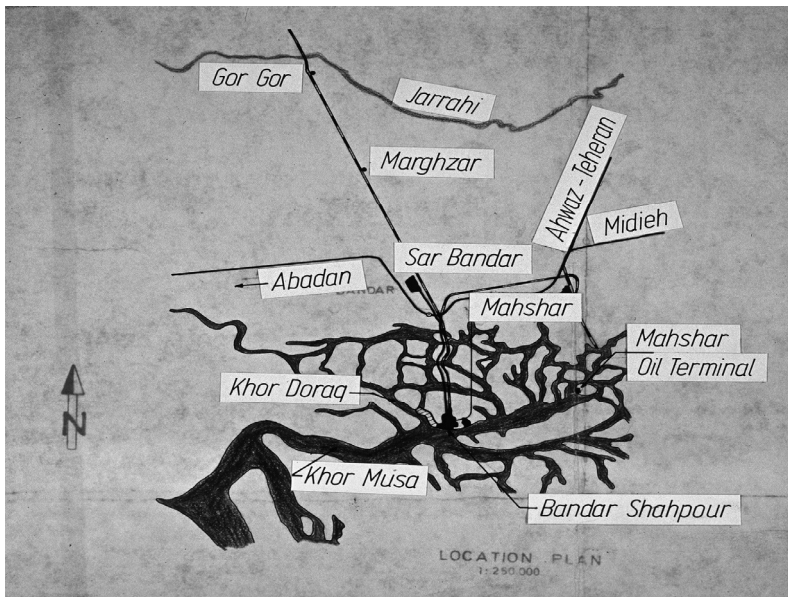 Gor Gor
Jarrahi
Marghzar
Ahwaz-Teheran
Midieh
Sar Bandar
Abadan
BANDAR
Mahshar
Mahshar
Oil Terminal
Khor Doraq
Khor Musa
Bandar Shahpour
N
LOCATION PLAN
1:250 000